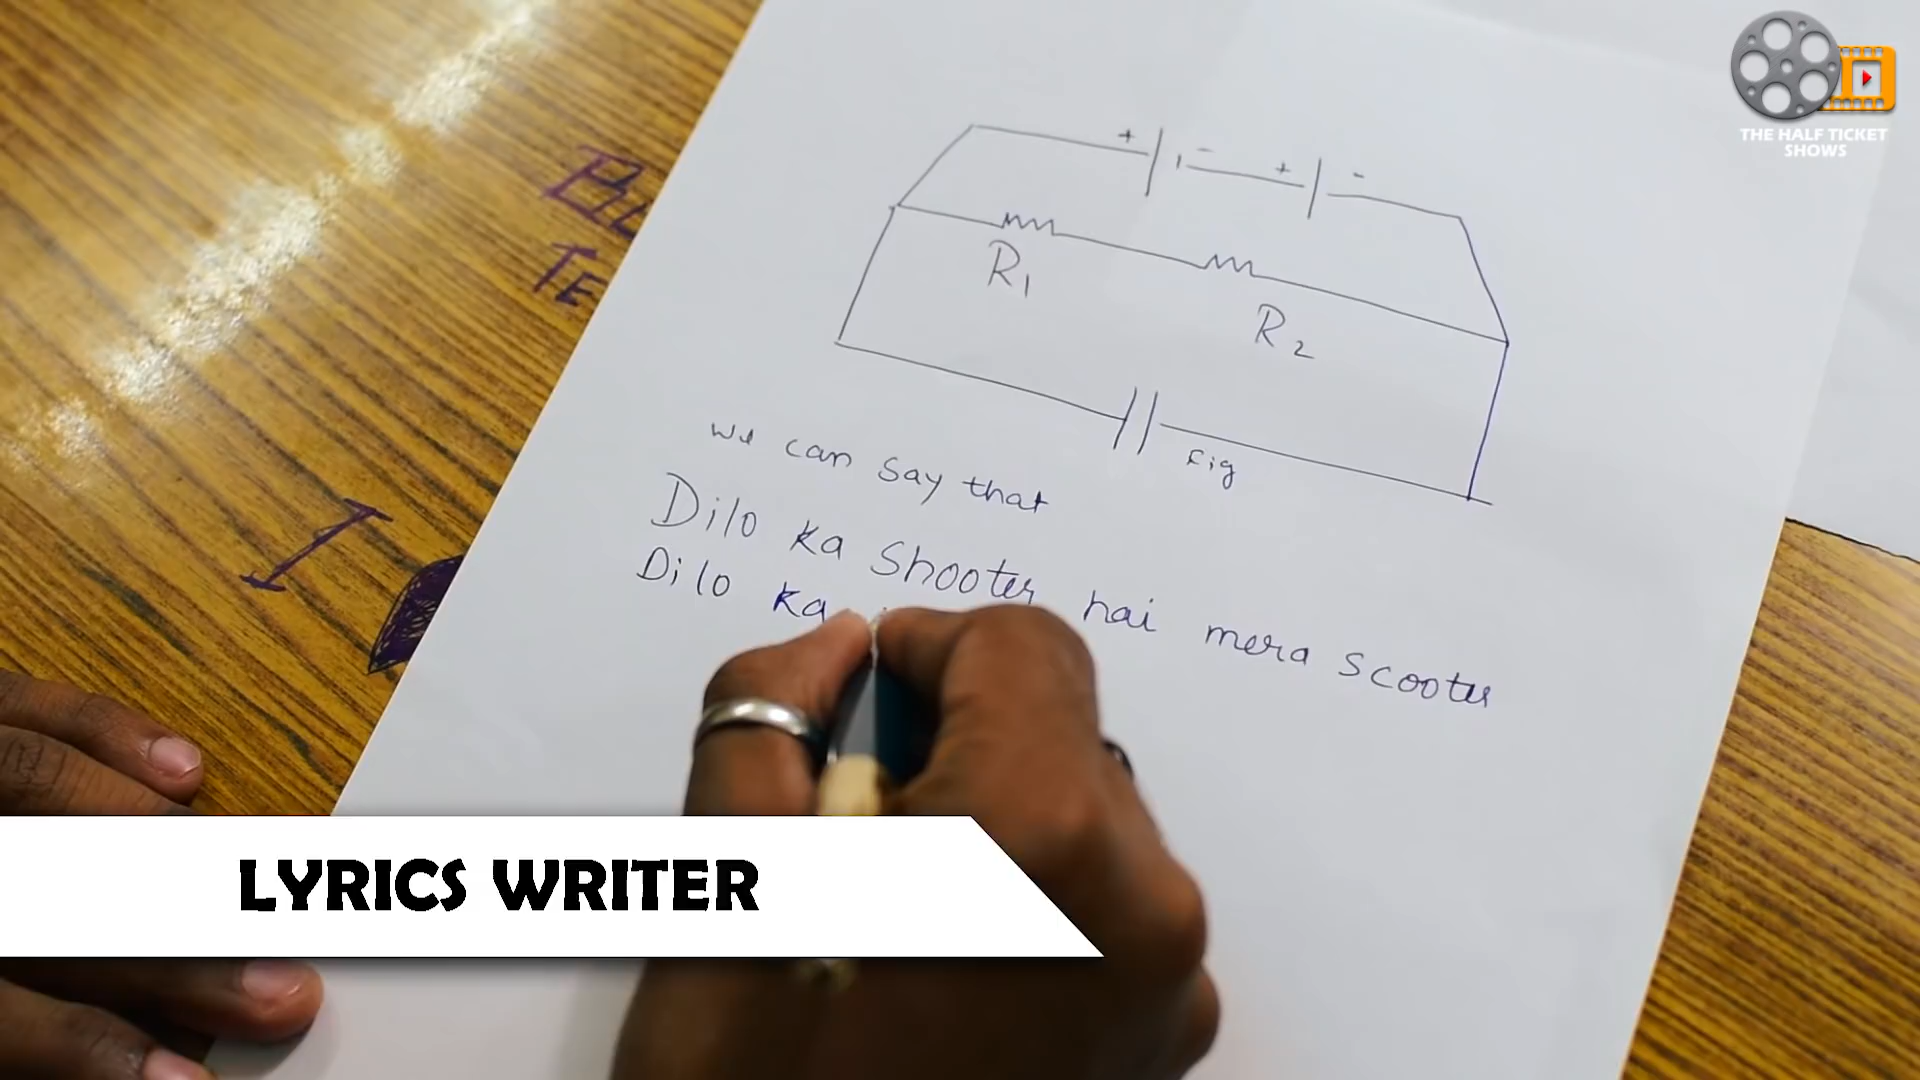 THE HALF TICKET
SHOWS
+ - + -
R1
R2
Fig
we can say that
Dilo ka Shooter hai mera scooter
Dilo ka
I
LYRICS WRITER